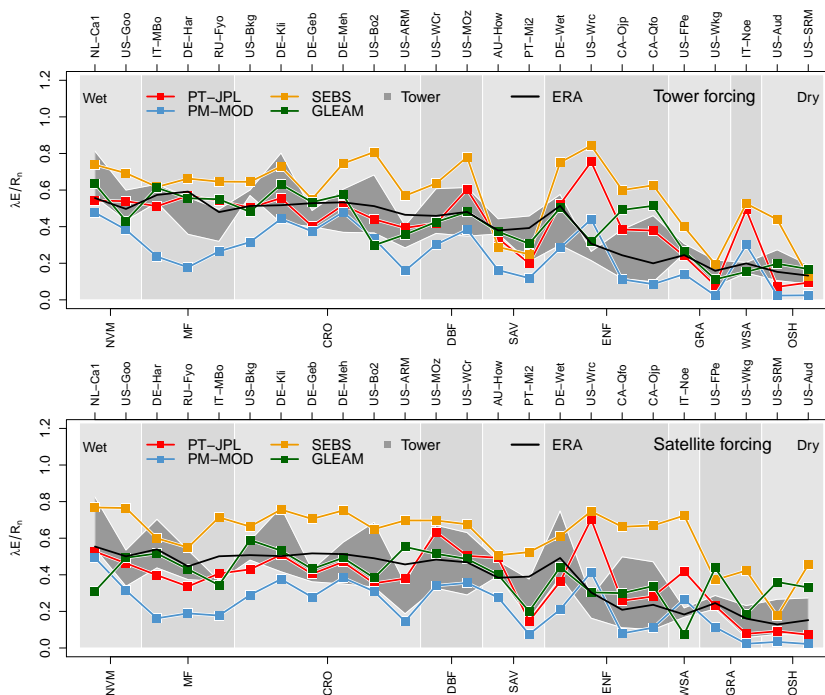 NL−Ca1 US−Goo IT−MBo DE−Har RU−Fyo US−Bkg DE−Kli DE−Geb DE−Meh US−Bo2 US−ARM US−WCr US−MOz AU−How PT−Mi2 DE−Wet US−Wrc CA−Ojp CA−Qfo US−FPe US−Wkg IT−Noe US−Aud US−SRM
1.2
Wet PT−JPL SEBS Tower ERA Tower forcing Dry
PM−MOD GLEAM
1.0
0.8
0.6
0.4
0.2
0.0
λE/Rn
NVM MF CRO DBF SAV ENF GRA WSA OSH
NL−Ca1 US−Goo DE−Har RU−Fyo IT−MBo US−Bkg DE−Kli DE−Geb DE−Meh US−Bo2 US−ARM US−MOz US−WCr AU−How PT−Mi2 DE−Wet US−Wrc CA−Qfo CA−Ojp IT−Noe US−FPe US−Wkg US−SRM US−Aud
1.2
Wet PT−JPL SEBS Tower ERA Satellite forcing Dry
PM−MOD GLEAM
1.0
0.8
0.6
0.4
0.2
0.0
λE/Rn
NVM MF CRO DBF SAV ENF WSA GRA OSH